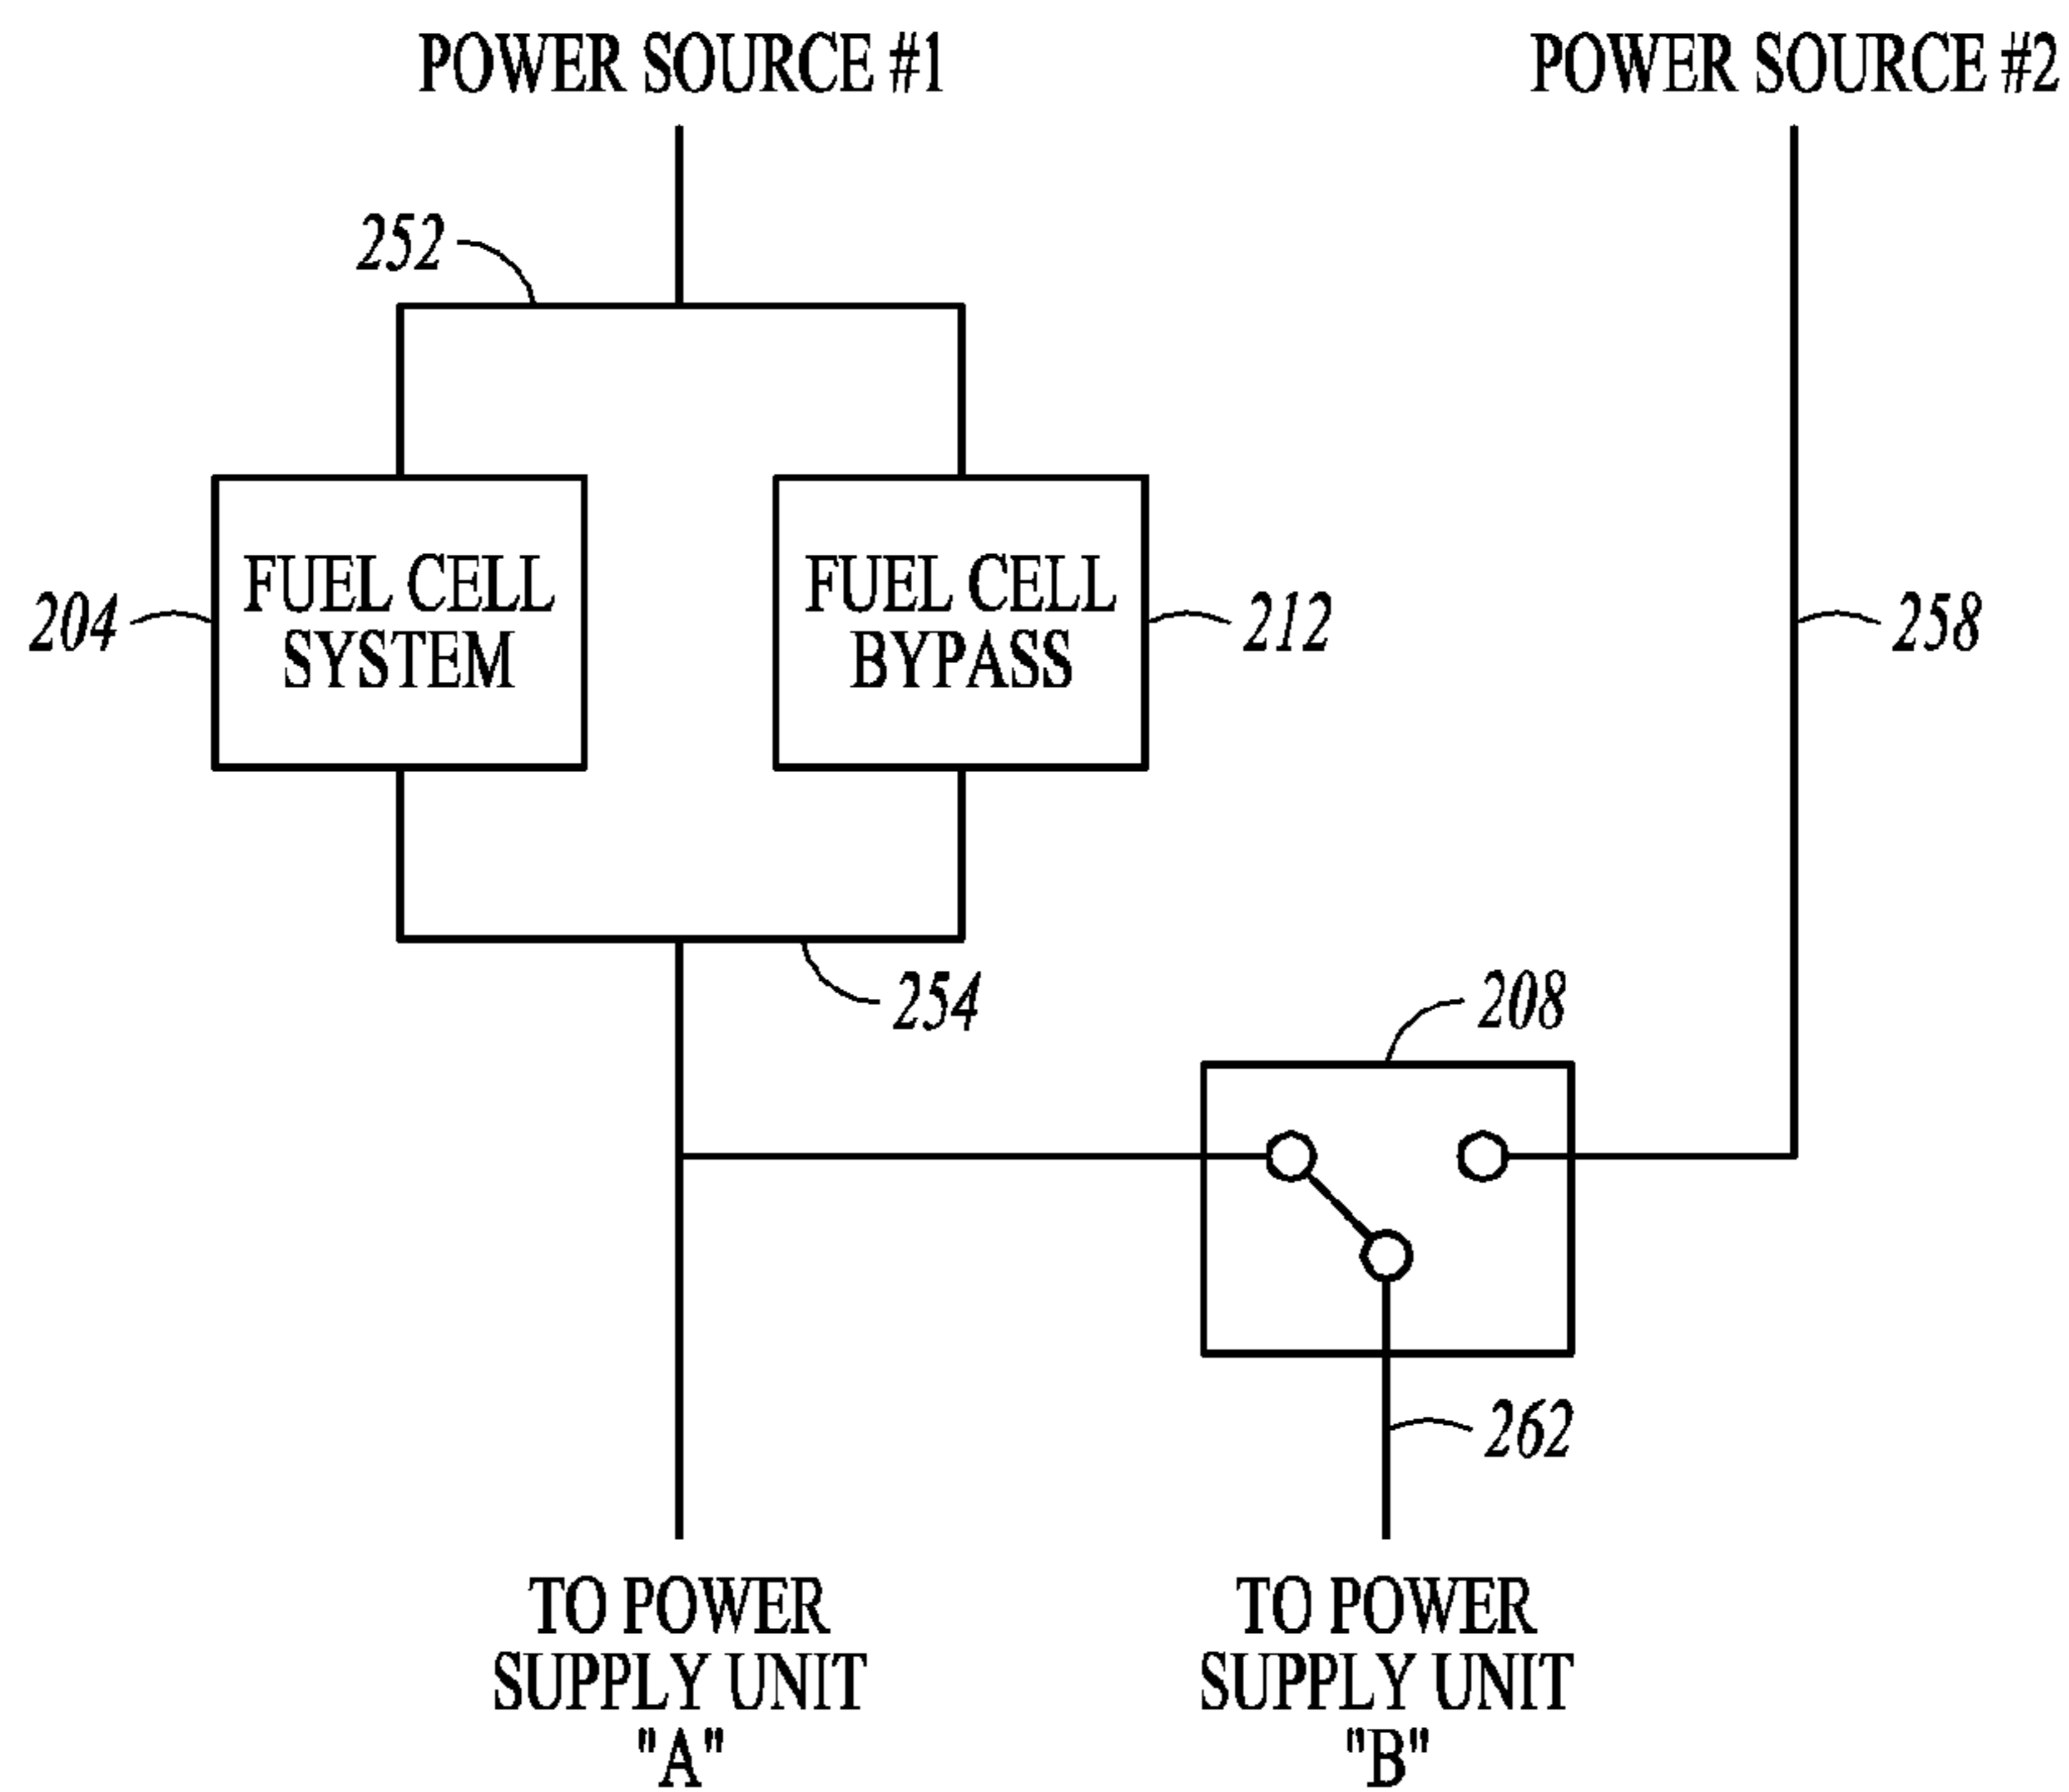 POWER SOURCE #1
POWER SOURCE #2
252
FUEL CELL
SYSTEM
FUEL CELL
BYPASS
204
212
258
254
208
262
TO POWER
SUPPLY UNIT
"A"
TO POWER
SUPPLY UNIT
"B"